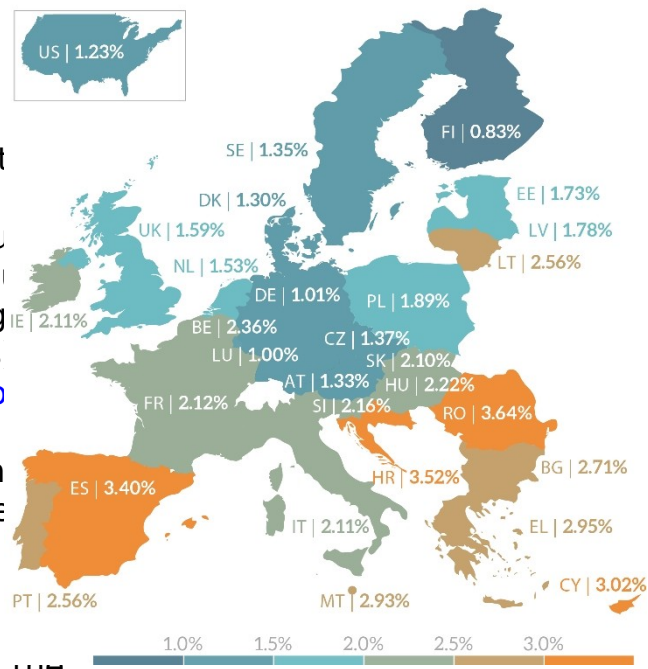 US | 1.23%
FI | 0.83%
SE | 1.35%
DK | 1.30%
EE | 1.73%
UK | 1.59%
LV | 1.78%
NL | 1.53%
LT | 2.56%
DE | 1.01%
PL | 1.89%
IE | 2.11%
BE | 2.36%
CZ | 1.37%
LU | 1.00%
SK | 2.10%
AT | 1.33%
HU | 2.22%
FR | 2.12%
SI | 2.16%
RO | 3.64%
HR | 3.52%
BG | 2.71%
ES | 3.40%
IT | 2.11%
EL | 2.95%
CY | 3.02%
PT | 2.56%
MT | 2.93%
1.0% 1.5% 2.0% 2.5% 3.0%